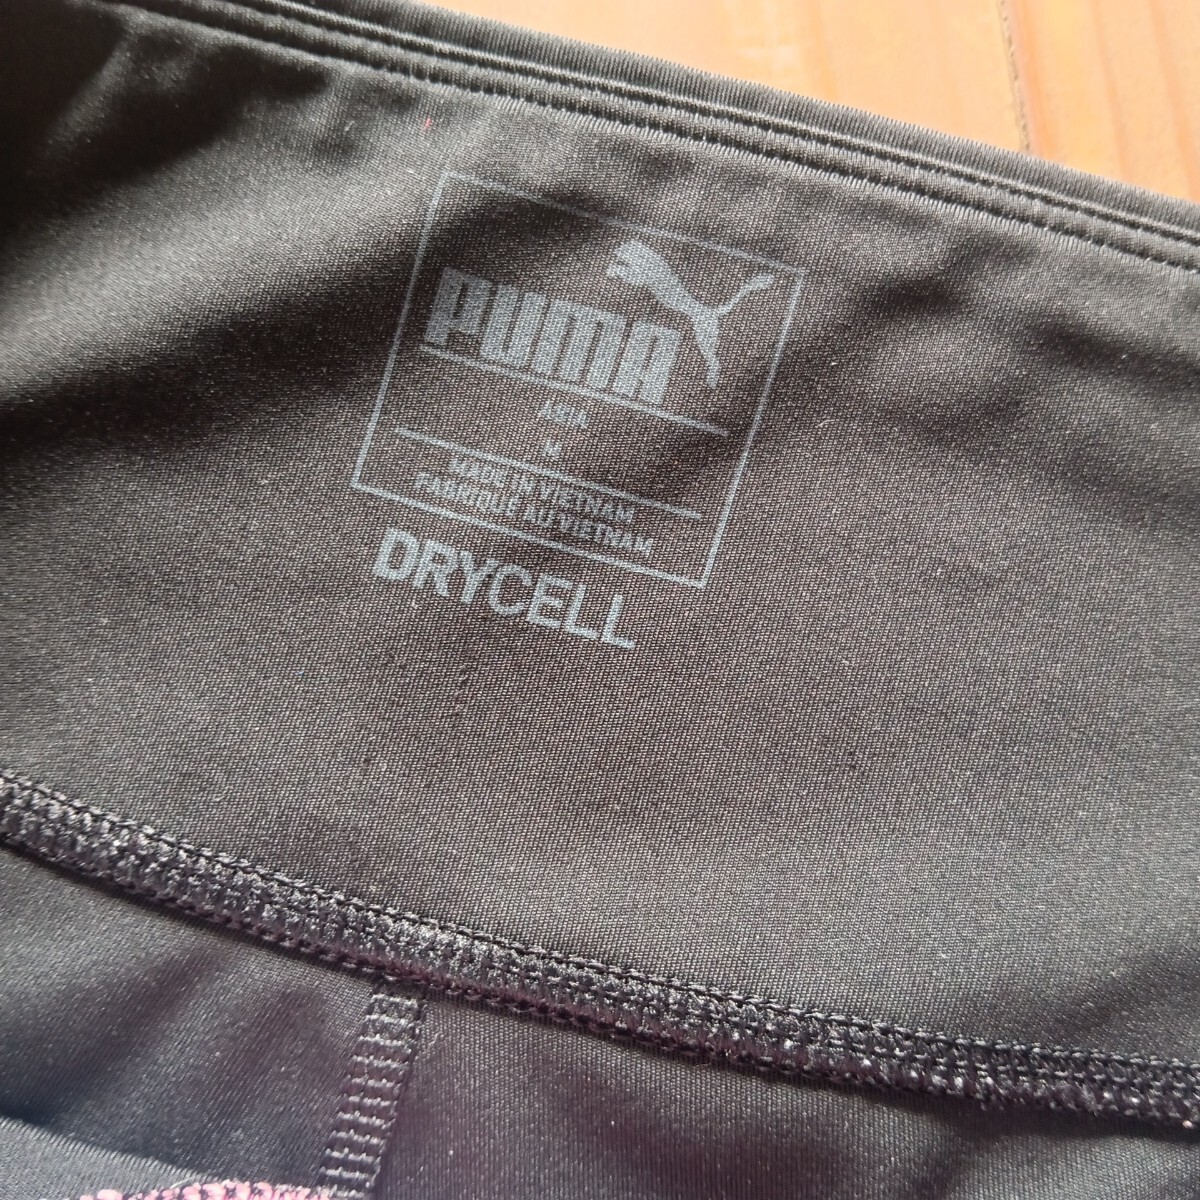 PUMA
ASIA
M
MADE IN VIETNAM
FABRIQUÉ AU VIETNAM
DRYCELL